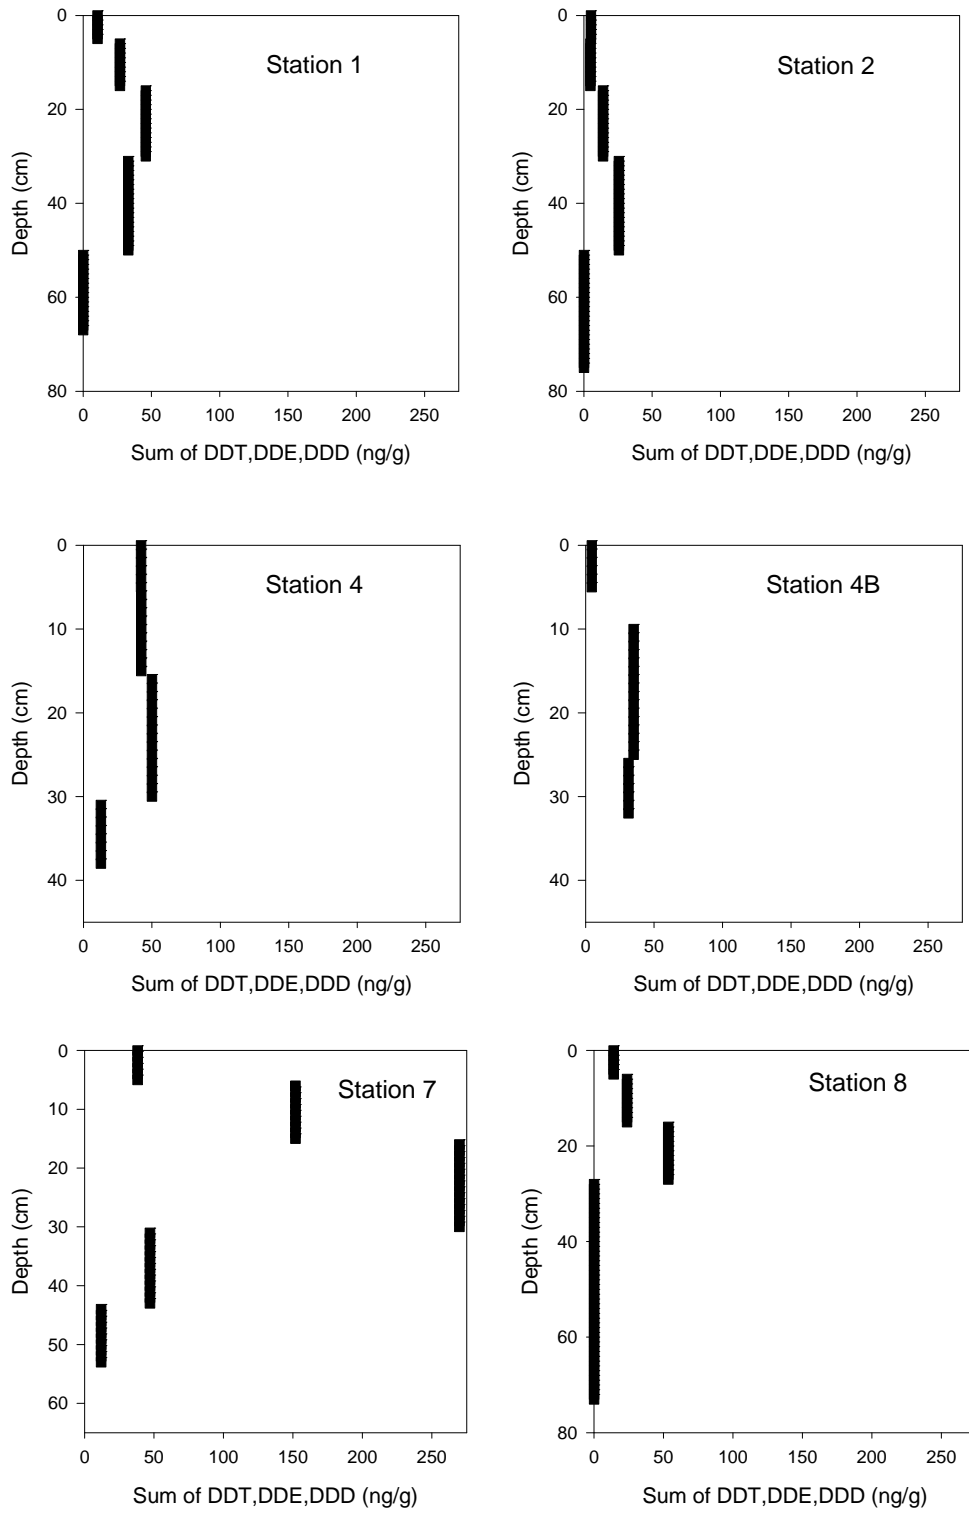 Station 1
Depth (cm)
0
20
40
60
80
0 50 100 150 200 250
Sum of DDT,DDE,DDD (ng/g)
Station 2
Depth (cm)
0
20
40
60
80
0 50 100 150 200 250
Sum of DDT,DDE,DDD (ng/g)
Station 4
Depth (cm)
0
10
20
30
40
0 50 100 150 200 250
Sum of DDT,DDE,DDD (ng/g)
Station 4B
Depth (cm)
0
10
20
30
40
0 50 100 150 200 250
Sum of DDT,DDE,DDD (ng/g)
Station 7
Depth (cm)
0
10
20
30
40
50
60
0 50 100 150 200 250
Sum of DDT,DDE,DDD (ng/g)
Station 8
Depth (cm)
0
20
40
60
80
0 50 100 150 200 250
Sum of DDT,DDE,DDD (ng/g)